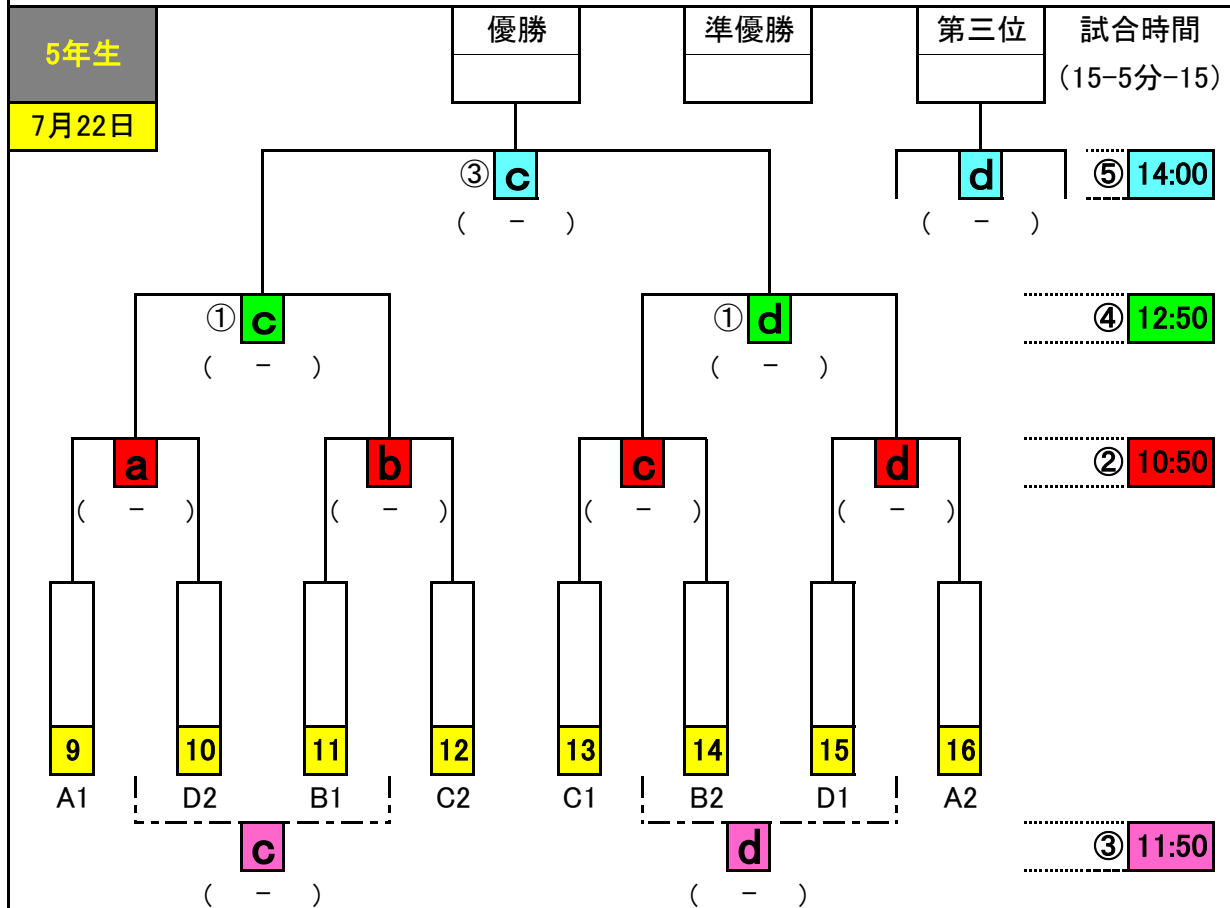 5年生
7月22日
優勝 準優勝 第三位 試合時間
(15-5分-15)
③ c d ⑤ 14:00
( - ) ( - )
① c ① d ④ 12:50
( - ) ( - )
a b c d ② 10:50
( - ) ( - ) ( - ) ( - )
9 10 11 12 13 14 15 16
A1 D2 B1 C2 C1 B2 D1 A2
c d ③ 11:50
( - ) ( - )